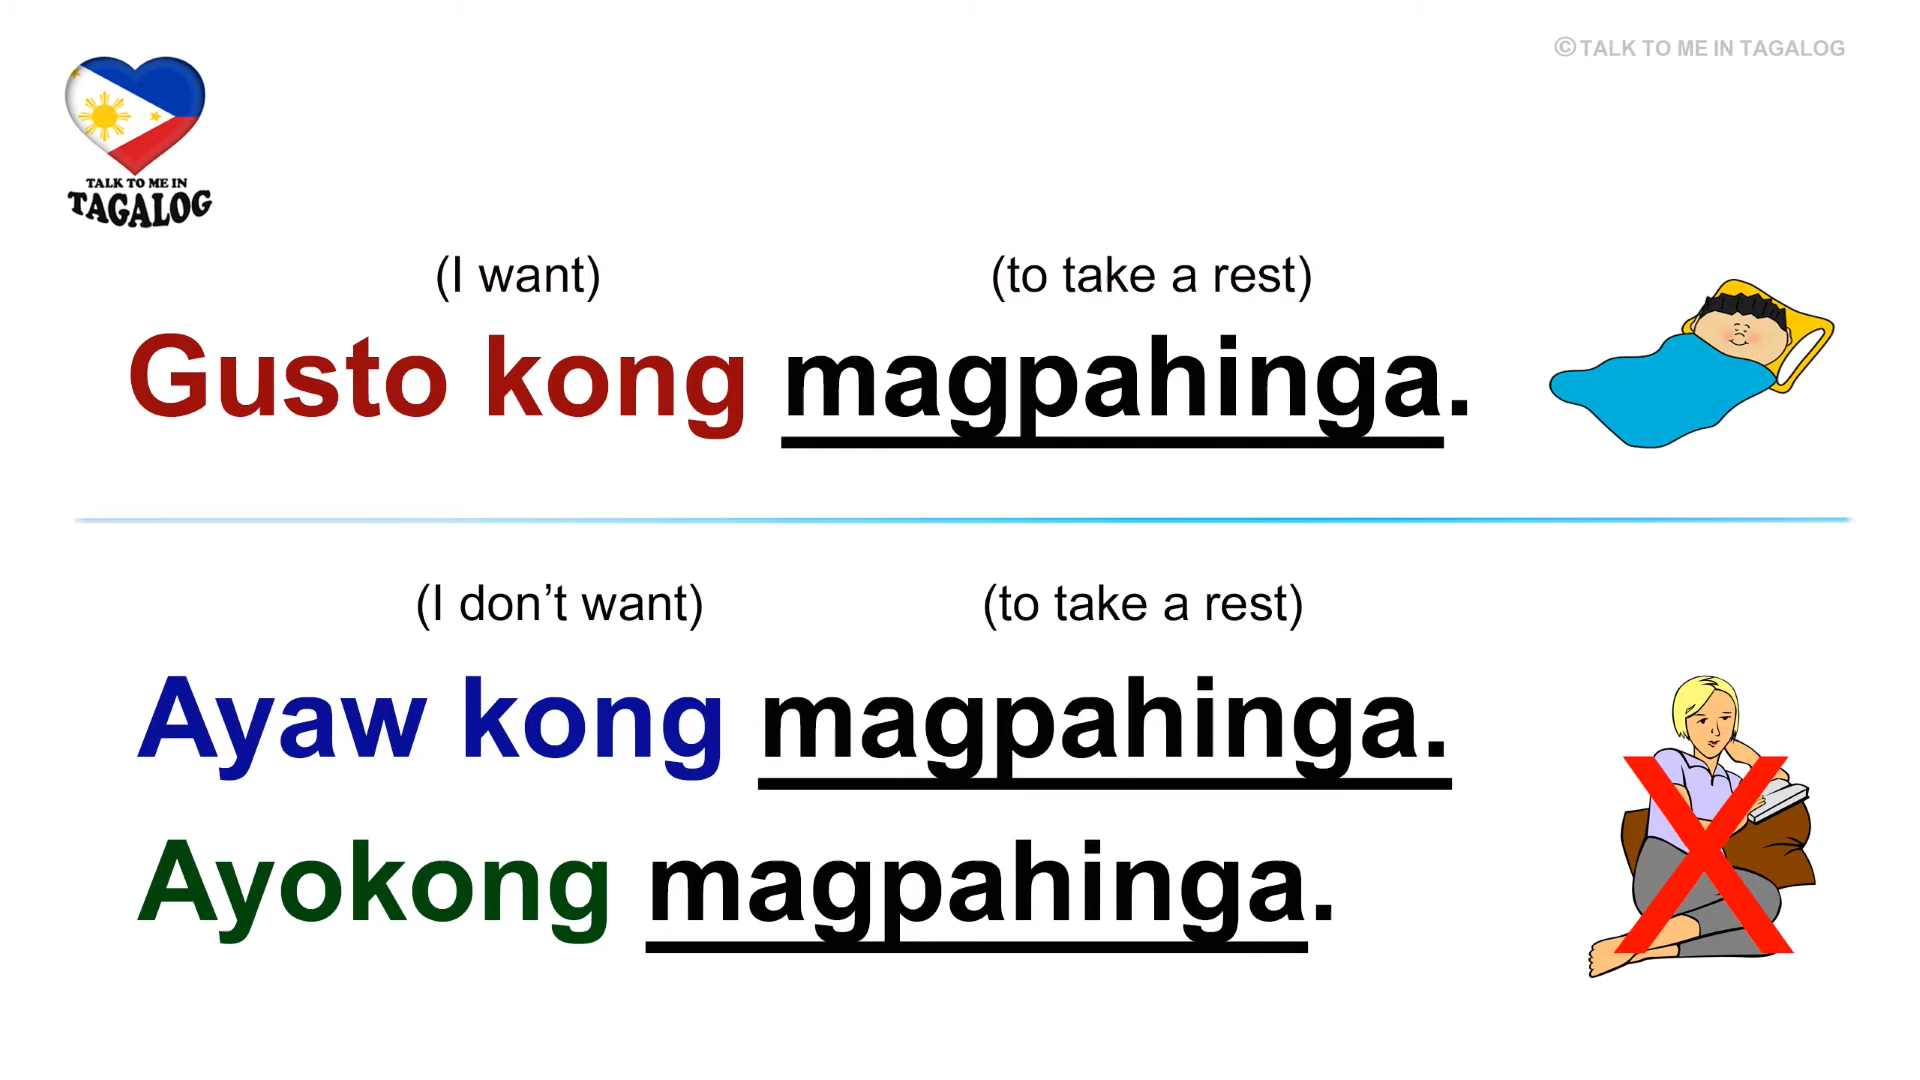 © TALK TO ME IN TAGALOG
TALK TO ME IN
TAGALOG
(I want) (to take a rest)
Gusto kong magpahinga.
(I don’t want) (to take a rest)
Ayaw kong magpahinga.
Ayokong magpahinga.